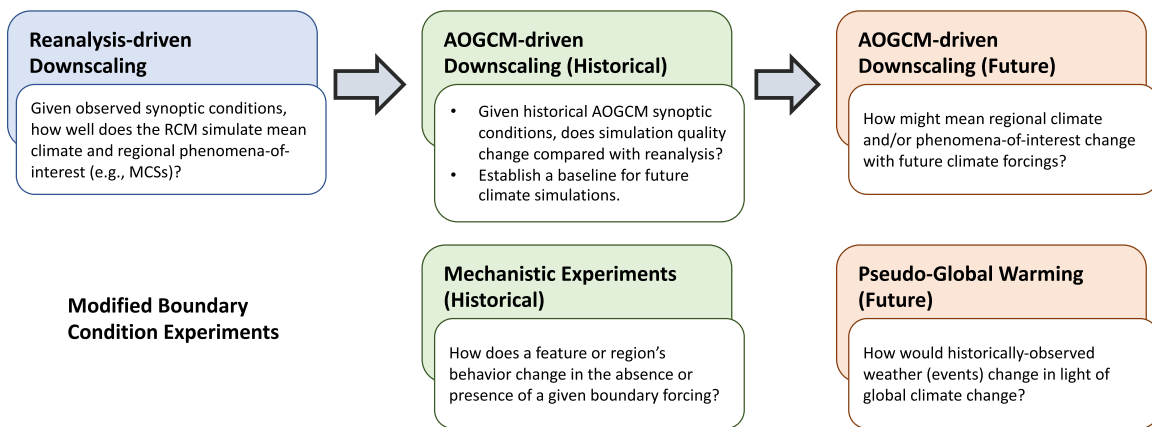 Reanalysis-driven
Downscaling
Given observed synoptic conditions,
how well does the RCM simulate mean
climate and regional phenomena-of-
interest (e.g., MCSs)?
AOGCM-driven
Downscaling (Historical)
• Given historical AOGCM synoptic
conditions, does simulation quality
change compared with reanalysis?
• Establish a baseline for future
climate simulations.
AOGCM-driven
Downscaling (Future)
How might mean regional climate
and/or phenomena-of-interest change
with future climate forcings?
Modified Boundary
Condition Experiments
Mechanistic Experiments
(Historical)
How does a feature or region's
behavior change in the absence or
presence of a given boundary forcing?
Pseudo-Global Warming
(Future)
How would historically-observed
weather (events) change in light of
global climate change?